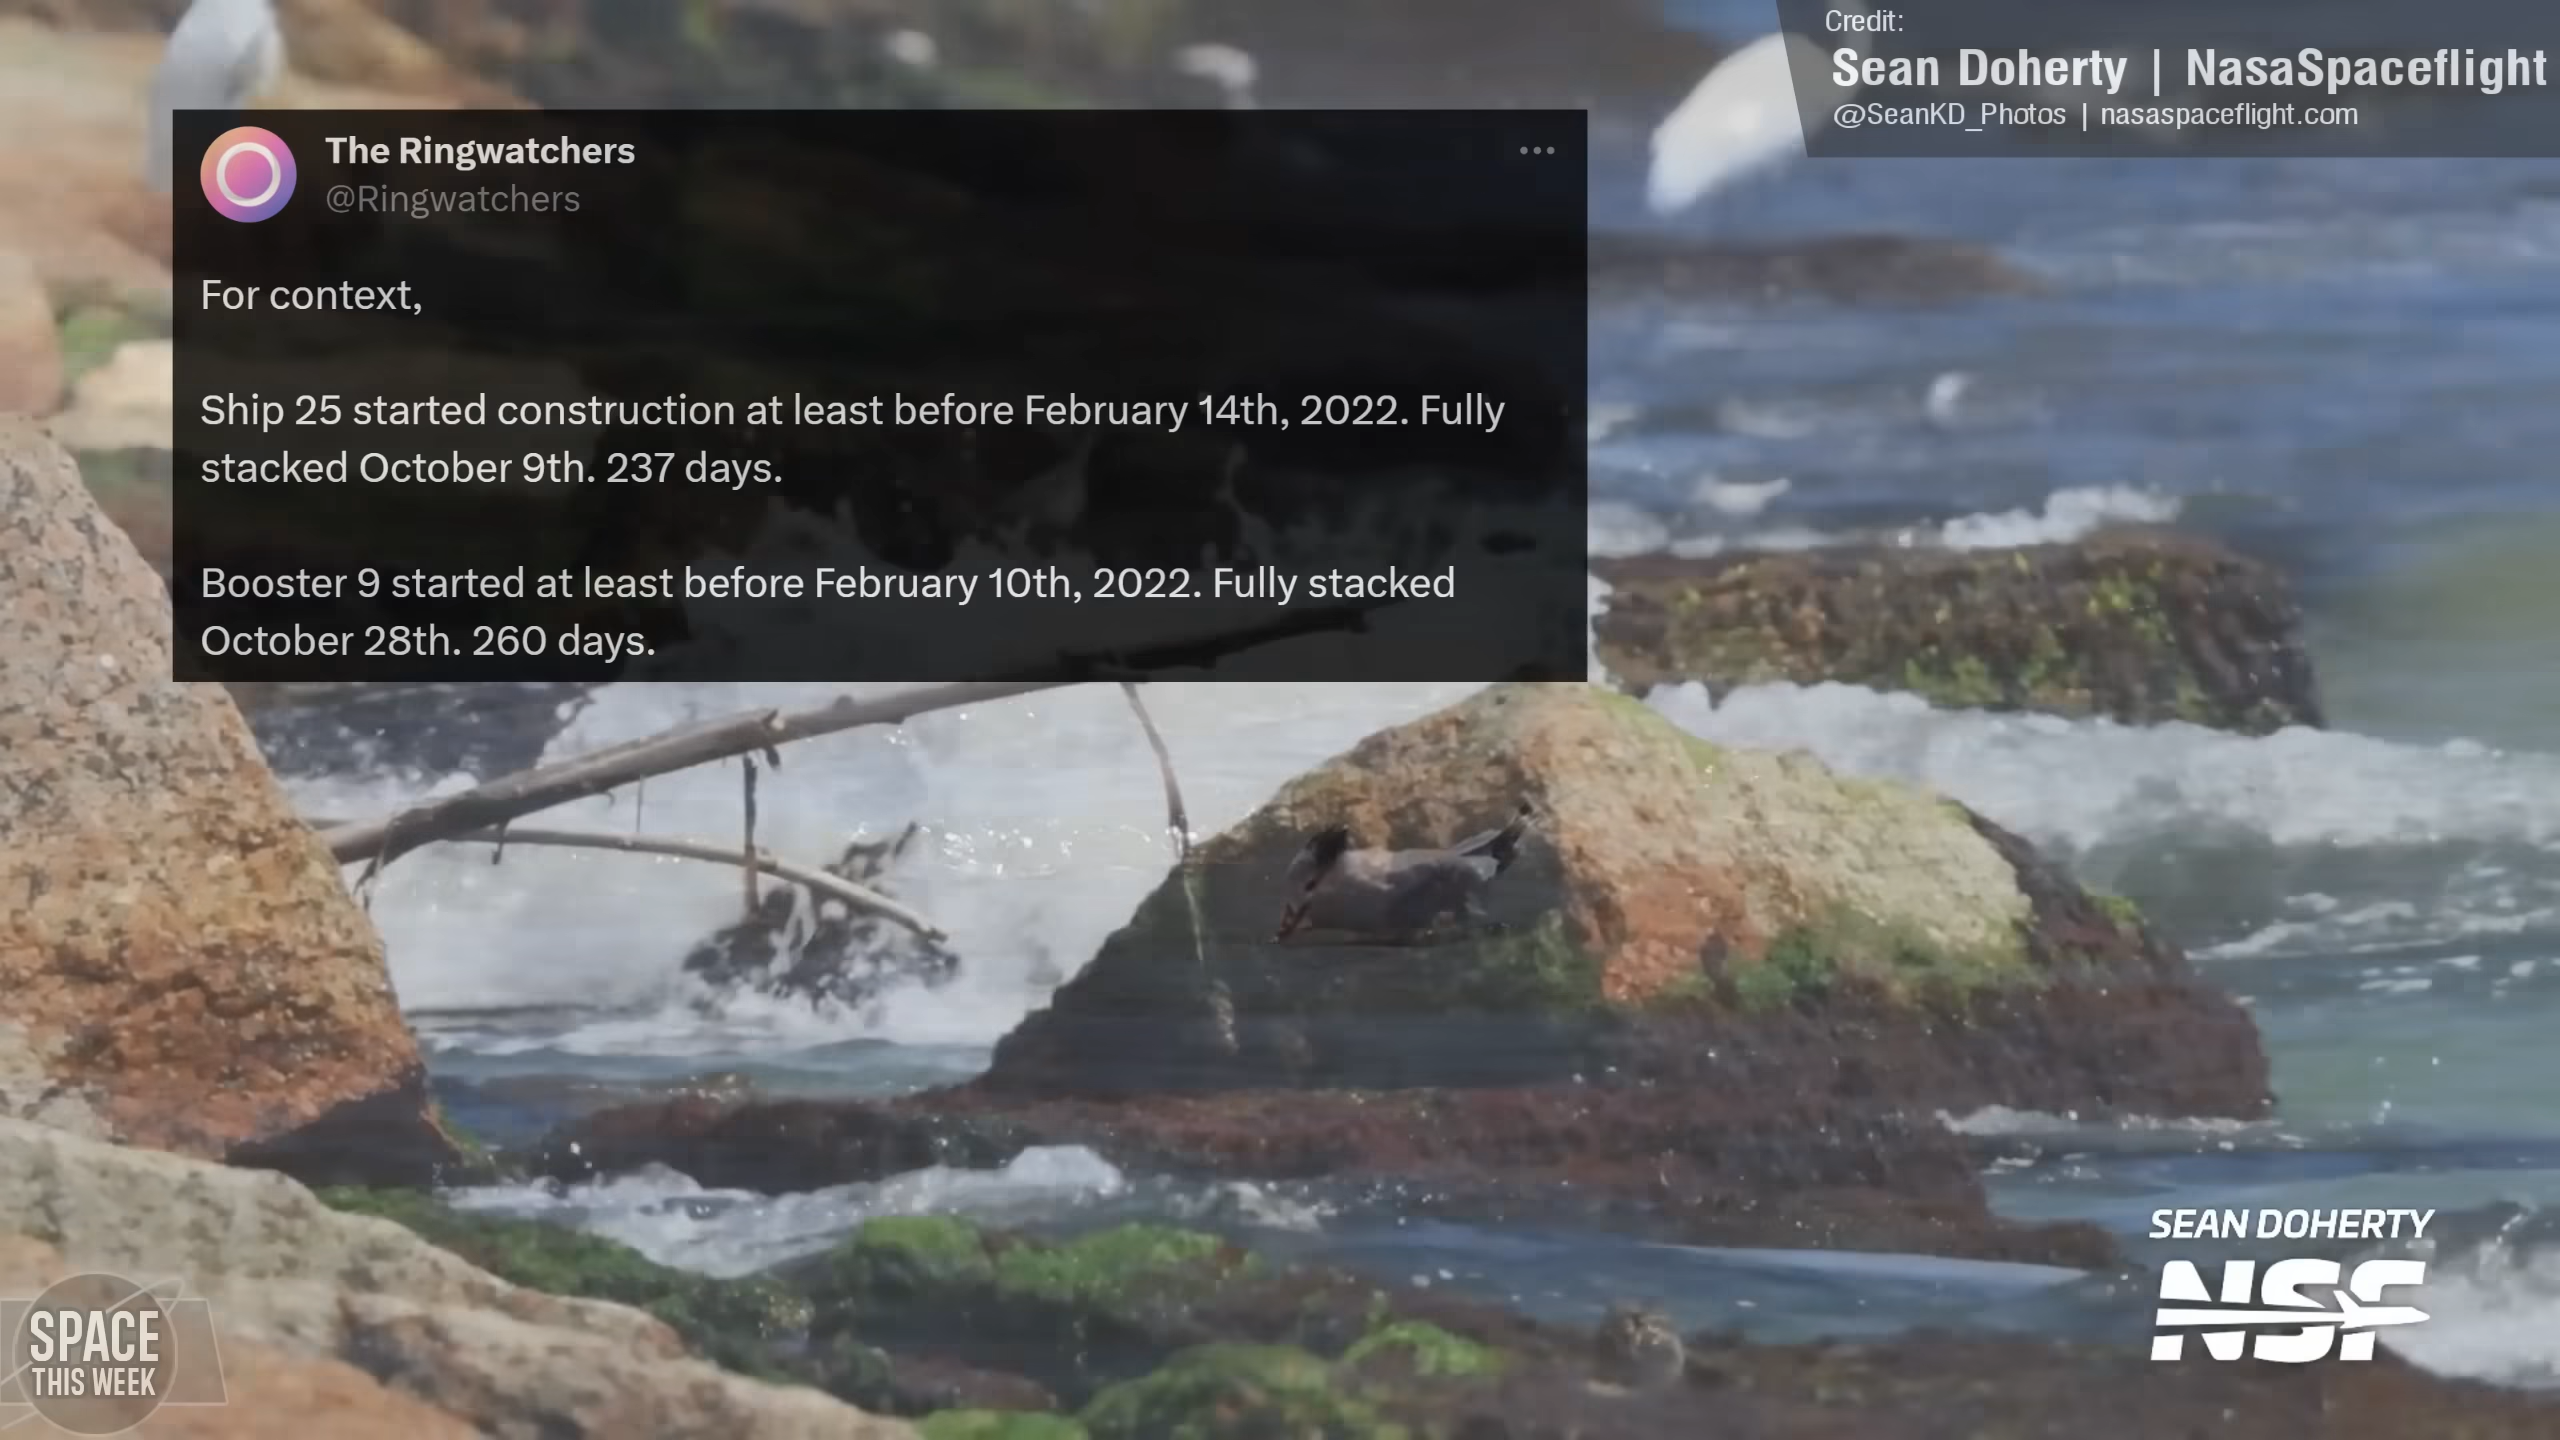 Credit:
Sean Doherty | NasaSpaceflight
@SeanKD_Photos | nasaspaceflight.com
The Ringwatchers
@Ringwatchers
For context,
Ship 25 started construction at least before February 14th, 2022. Fully
stacked October 9th. 237 days.
Booster 9 started at least before February 10th, 2022. Fully stacked
October 28th. 260 days.
SEAN DOHERTY
NSF
SPACE
THIS WEEK